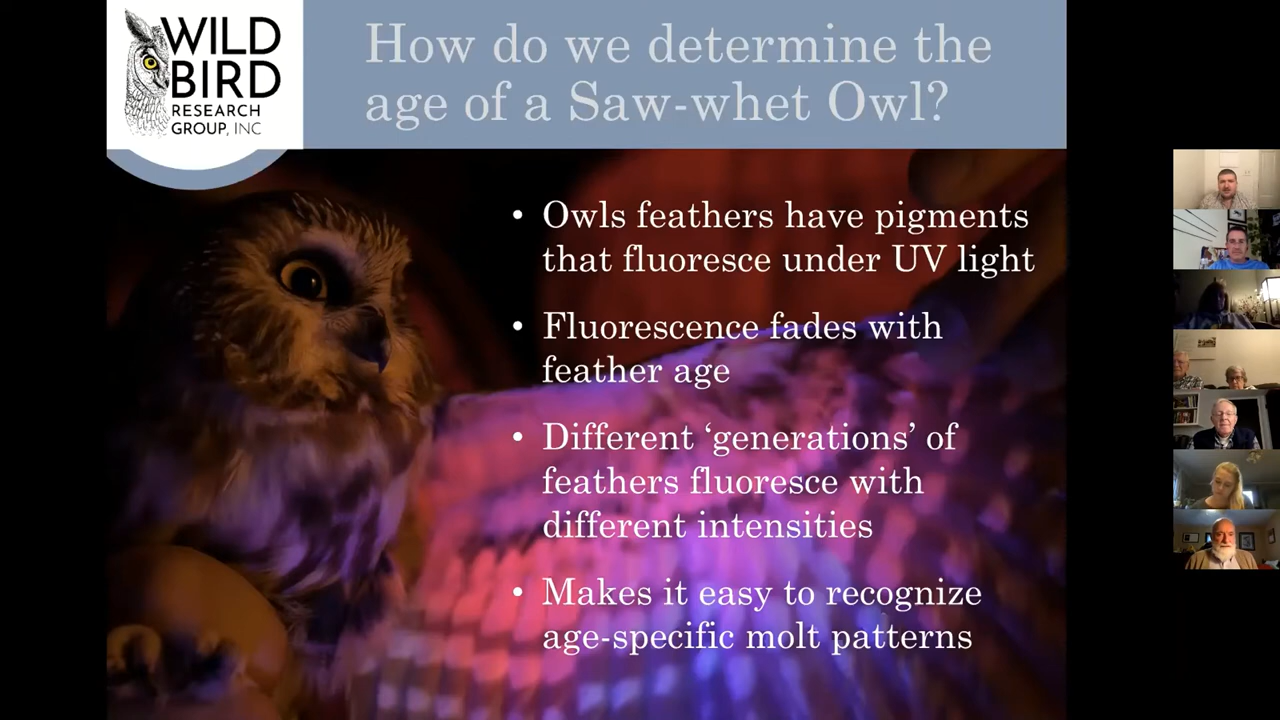 WILD
BIRD
RESEARCH
GROUP, INC
How do we determine the
age of a Saw-whet Owl?
• Owls feathers have pigments
that fluoresce under UV light
• Fluorescence fades with
feather age
• Different ‘generations’ of
feathers fluoresce with
different intensities
• Makes it easy to recognize
age-specific molt patterns